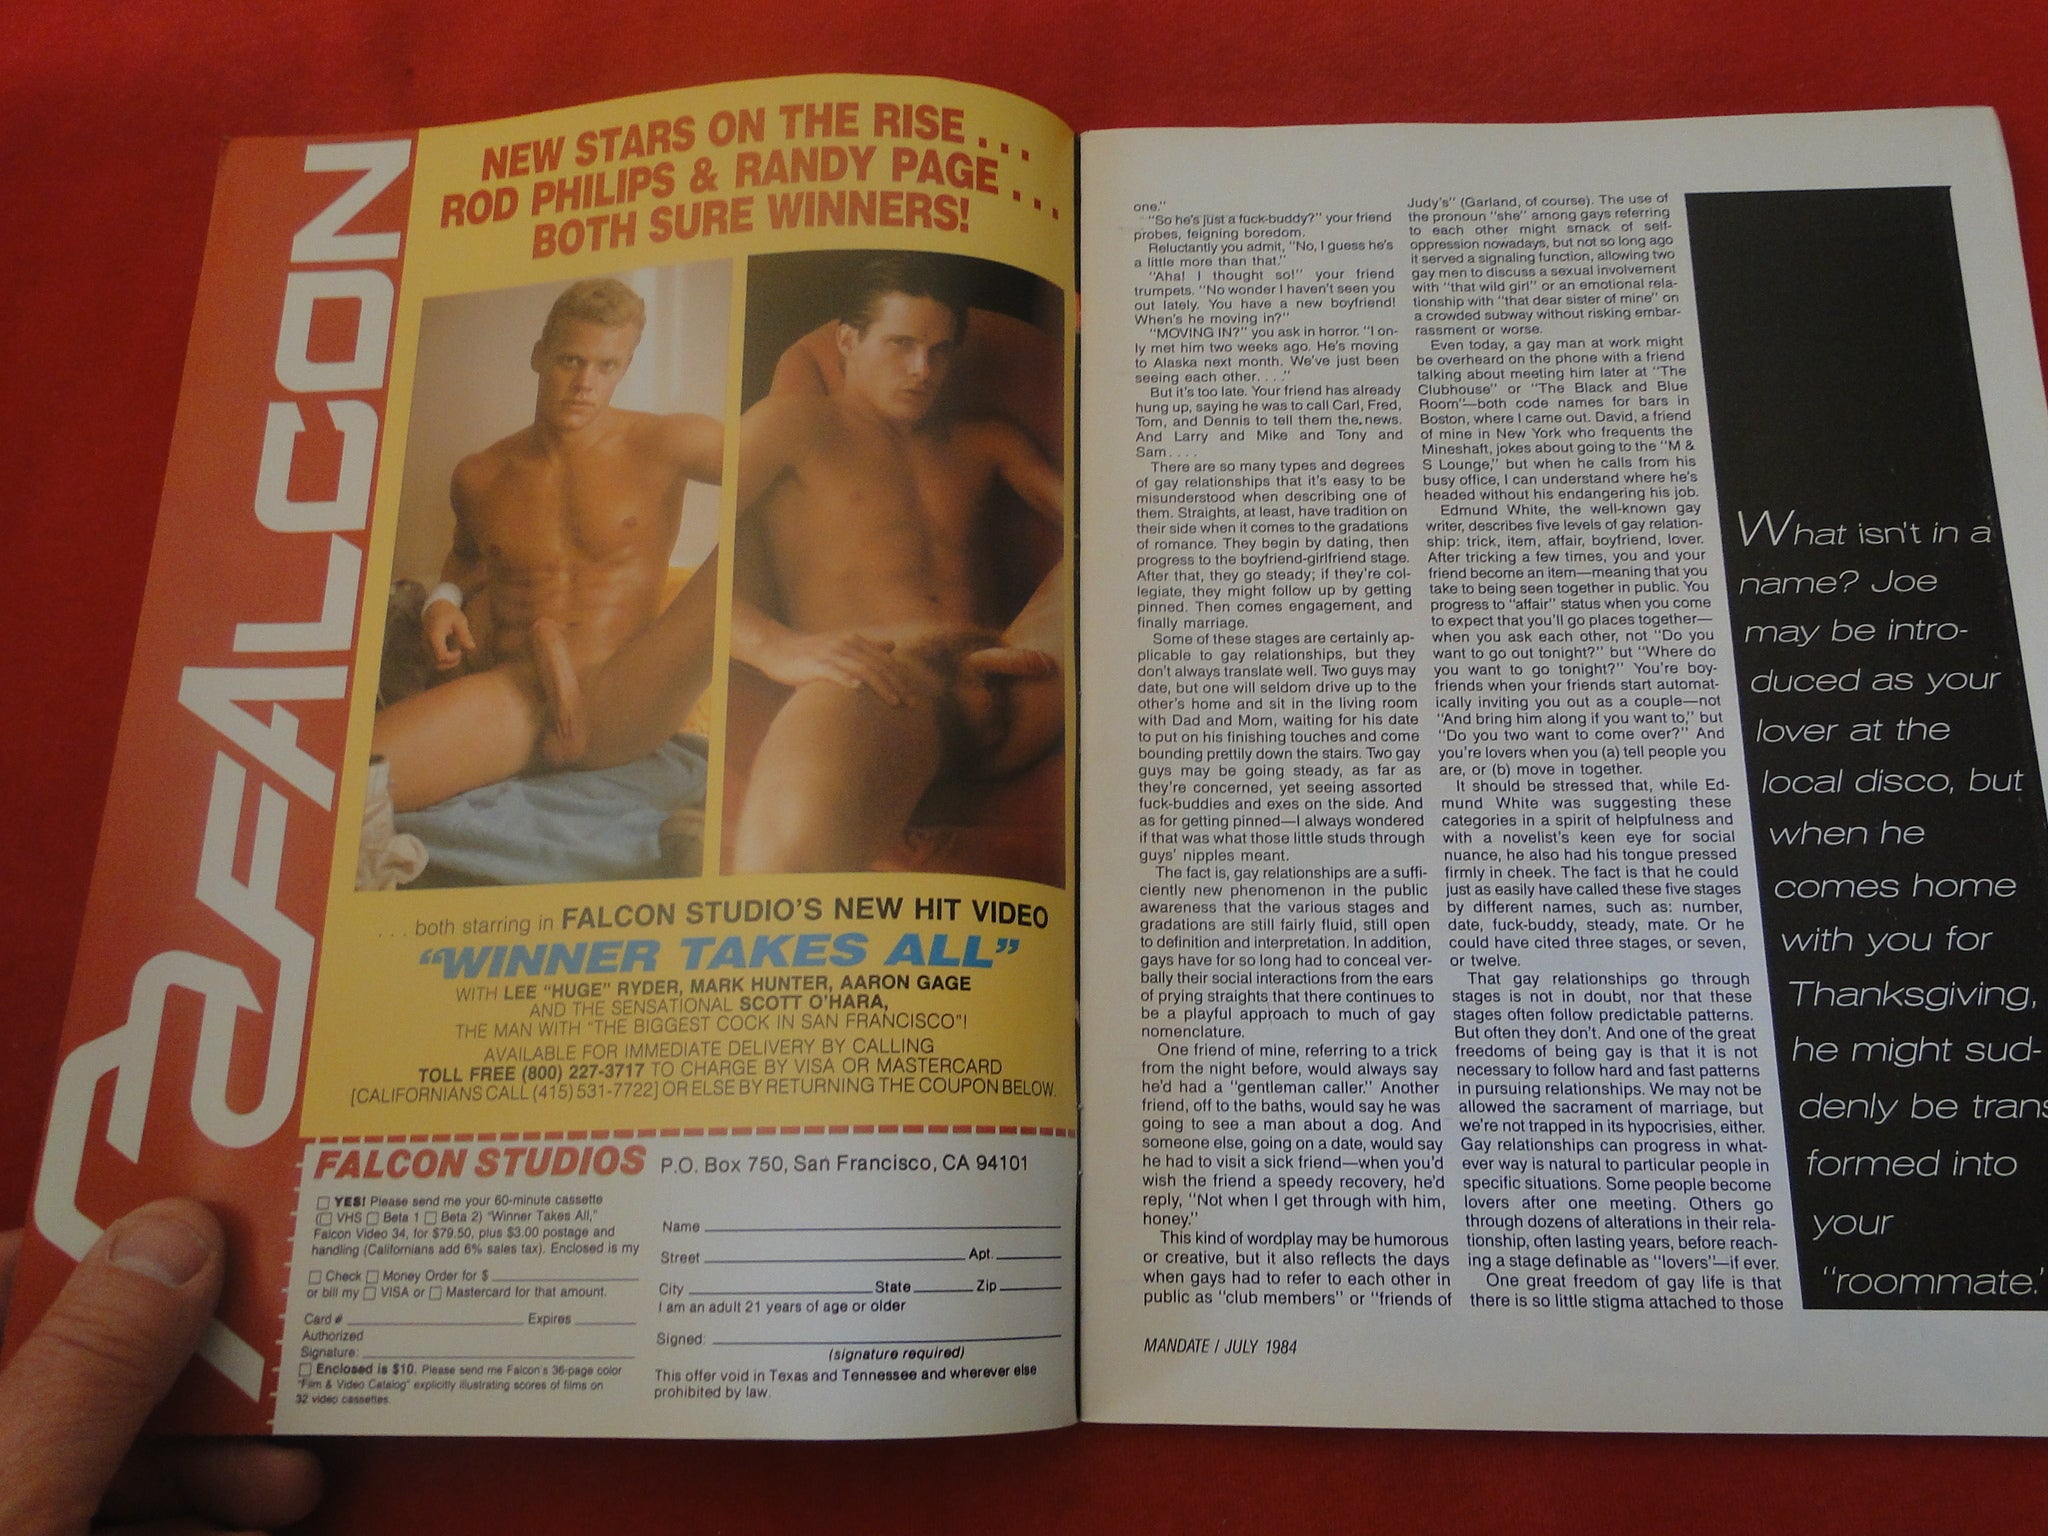 FALCON
NEW STARS ON THE RISE . . .
ROD PHILIPS & RANDY PAGE . . .
BOTH SURE WINNERS!
. . . both starring in FALCON STUDIO'S NEW HIT VIDEO
"WINNER TAKES ALL"
WITH LEE "HUGE" RYDER, MARK HUNTER, AARON GAGE
AND THE SENSATIONAL SCOTT O'HARA,
THE MAN WITH "THE BIGGEST COCK IN SAN FRANCISCO"!
AVAILABLE FOR IMMEDIATE DELIVERY BY CALLING
TOLL FREE (800) 227-3717 TO CHARGE BY VISA OR MASTERCARD
[CALIFORNIANS CALL (415) 531-7722] OR ELSE BY RETURNING THE COUPON BELOW.
FALCON STUDIOS P.O. Box 750, San Francisco, CA 94101
YES! Please send me your 60-minute cassette
( VHS Beta 1 Beta 2) "Winner Takes All,"
Falcon Video 34, for $79.50, plus $3.00 postage and
handling (Californians add 6% sales tax). Enclosed is my
Check Money Order for $
or bill my VISA or Mastercard for that amount.
Card # Expires
Authorized
Signature:
Enclosed is $10. Please send me Falcon's 36-page color
"Film & Video Catalog" explicitly illustrating scores of films on
32 video cassettes.
Name
Street Apt.
City State Zip
I am an adult 21 years of age or older
Signed:
(signature required)
This offer void in Texas and Tennessee and wherever else
prohibited by law.
one."
"So he's just a fuck-buddy?" your friend
probes, feigning boredom.
Reluctantly you admit, "No, I guess he's
a little more than that."
"Aha! I thought so!" your friend
trumpets. "No wonder I haven't seen you
out lately. You have a new boyfriend!
When's he moving in?"
"MOVING IN?" you ask in horror. "I on-
ly met him two weeks ago. He's moving
to Alaska next month. We've just been
seeing each other. . . ."
But it's too late. Your friend has already
hung up, saying he was to call Carl, Fred,
Tom, and Dennis to tell them the news.
And Larry and Mike and Tony and
Sam. . . .
There are so many types and degrees
of gay relationships that it's easy to be
misunderstood when describing one of
them. Straights, at least, have tradition on
their side when it comes to the gradations
of romance. They begin by dating, then
progress to the boyfriend-girlfriend stage.
After that, they go steady; if they're col-
legiate, they might follow up by getting
pinned. Then comes engagement, and
finally marriage.
Some of these stages are certainly ap-
plicable to gay relationships, but they
don't always translate well. Two guys may
date, but one will seldom drive up to the
other's home and sit in the living room
with Dad and Mom, waiting for his date
to put on his finishing touches and come
bounding prettily down the stairs. Two gay
guys may be going steady, as far as
they're concerned, yet seeing assorted
fuck-buddies and exes on the side. And
as for getting pinned—I always wondered
if that was what those little studs through
guys' nipples meant.
The fact is, gay relationships are a suffi-
ciently new phenomenon in the public
awareness that the various stages and
gradations are still fairly fluid, still open
to definition and interpretation. In addition,
gays have for so long had to conceal ver-
bally their social interactions from the ears
of prying straights that there continues to
be a playful approach to much of gay
nomenclature.
One friend of mine, referring to a trick
from the night before, would always say
he'd had a "gentleman caller." Another
friend, off to the baths, would say he was
going to see a man about a dog. And
someone else, going on a date, would say
he had to visit a sick friend—when you'd
wish the friend a speedy recovery, he'd
reply, "Not when I get through with him,
honey."
This kind of wordplay may be humorous
or creative, but it also reflects the days
when gays had to refer to each other in
public as "club members" or "friends of
Judy's" (Garland, of course). The use of
the pronoun "she" among gays referring
to each other might smack of self-
oppression nowadays, but not so long ago
it served a signaling function, allowing two
gay men to discuss a sexual involvement
with "that wild girl" or an emotional rela-
tionship with "that dear sister of mine" on
a crowded subway without risking embar-
rassment or worse.
Even today, a gay man at work might
be overheard on the phone with a friend
talking about meeting him later at "The
Clubhouse" or "The Black and Blue
Room"—both code names for bars in
Boston, where I came out. David, a friend
of mine in New York who frequents the
Mineshaft, jokes about going to the "M &
S Lounge," but when he calls from his
busy office, I can understand where he's
headed without his endangering his job.
Edmund White, the well-known gay
writer, describes five levels of gay relation-
ship: trick, item, affair, boyfriend, lover.
After tricking a few times, you and your
friend become an item—meaning that you
take to being seen together in public. You
progress to "affair" status when you come
to expect that you'll go places together—
when you ask each other, not "Do you
want to go out tonight?" but "Where do
you want to go tonight?" You're boy-
friends when your friends start automat-
ically inviting you out as a couple—not
"And bring him along if you want to," but
"Do you two want to come over?" And
you're lovers when you (a) tell people you
are, or (b) move in together.
It should be stressed that, while Ed-
mund White was suggesting these
categories in a spirit of helpfulness and
with a novelist's keen eye for social
nuance, he also had his tongue pressed
firmly in cheek. The fact is that he could
just as easily have called these five stages
by different names, such as: number,
date, fuck-buddy, steady, mate. Or he
could have cited three stages, or seven,
or twelve.
That gay relationships go through
stages is not in doubt, nor that these
stages often follow predictable patterns.
But often they don't. And one of the great
freedoms of being gay is that it is not
necessary to follow hard and fast patterns
in pursuing relationships. We may not be
allowed the sacrament of marriage, but
we're not trapped in its hypocrisies, either.
Gay relationships can progress in what-
ever way is natural to particular people in
specific situations. Some people become
lovers after one meeting. Others go
through dozens of alterations in their rela-
tionship, often lasting years, before reach-
ing a stage definable as "lovers"—if ever.
One great freedom of gay life is that
there is so little stigma attached to those
What isn't in a
name? Joe
may be intro-
duced as your
lover at the
local disco, but
when he
comes home
with you for
Thanksgiving,
he might sud-
denly be trans
formed into
your
"roommate."
MANDATE / JULY 1984